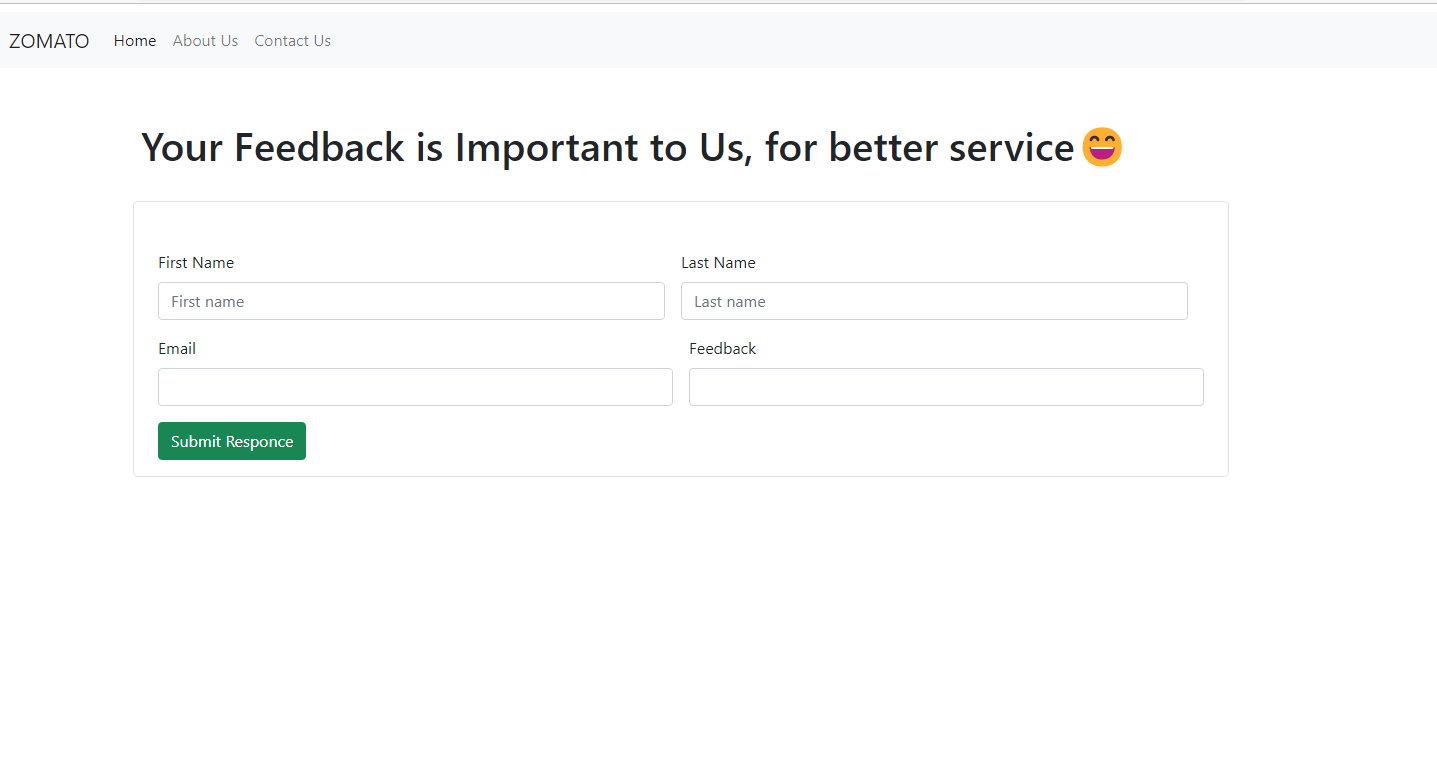 ZOMATO Home About Us Contact Us
Your Feedback is Important to Us, for better service😄
First Name Last Name
First name Last name
Email Feedback
Submit Responce